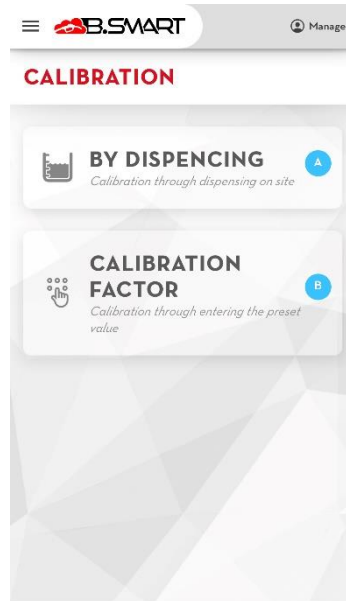 B.SMART
Manage
CALIBRATION
BY DISPENCING
A
Calibration through dispensing on site
CALIBRATION
FACTOR
B
Calibration through entering the preset
value